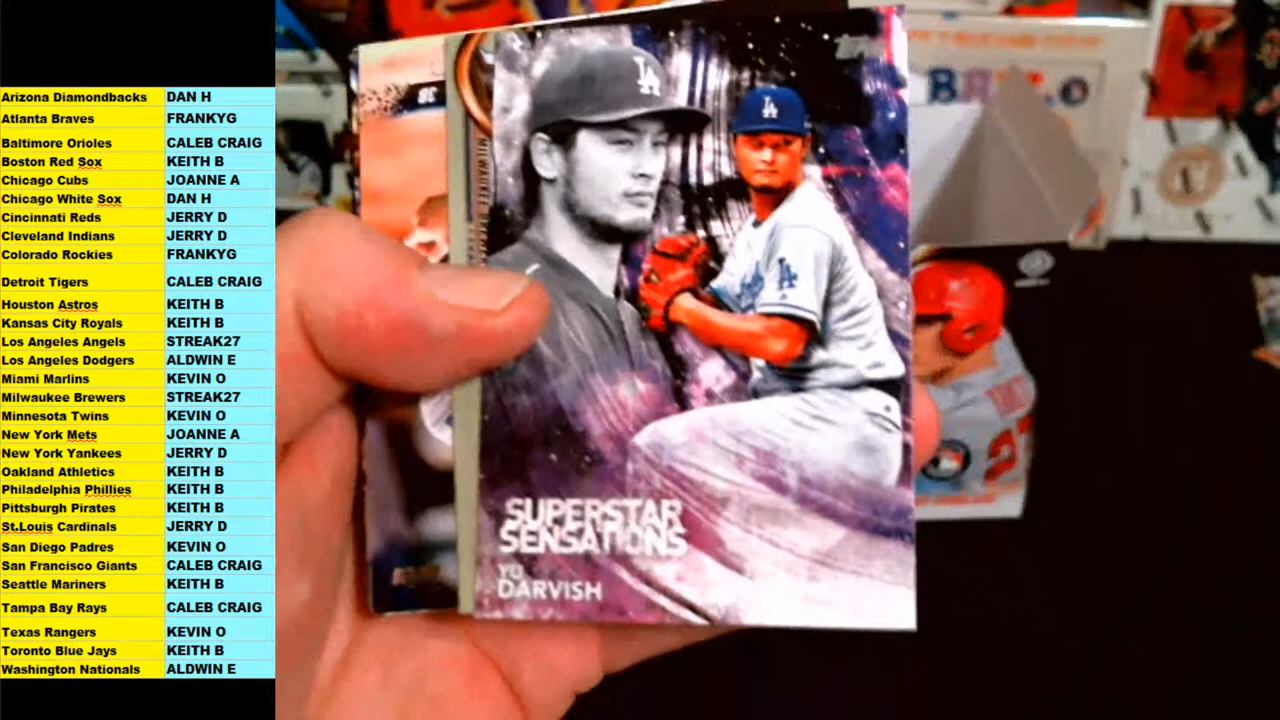 Arizona Diamondbacks DAN H
Atlanta Braves FRANKYG
Baltimore Orioles CALEB CRAIG
Boston Red Sox KEITH B
Chicago Cubs JOANNE A
Chicago White Sox DAN H
Cincinnati Reds JERRY D
Cleveland Indians JERRY D
Colorado Rockies FRANKYG
Detroit Tigers CALEB CRAIG
Houston Astros KEITH B
Kansas City Royals KEITH B
Los Angeles Angels STREAK27
Los Angeles Dodgers ALDWIN E
Miami Marlins KEVIN O
Milwaukee Brewers STREAK27
Minnesota Twins KEVIN O
New York Mets JOANNE A
New York Yankees JERRY D
Oakland Athletics KEITH B
Philadelphia Phillies KEITH B
Pittsburgh Pirates KEITH B
St.Louis Cardinals JERRY D
San Diego Padres KEVIN O
San Francisco Giants CALEB CRAIG
Seattle Mariners KEITH B
Tampa Bay Rays CALEB CRAIG
Texas Rangers KEVIN O
Toronto Blue Jays KEITH B
Washington Nationals ALDWIN E
LA
LA
LA
MILWAUKEE
SUPERSTAR
SENSATIONS
YU
DARVISH
27